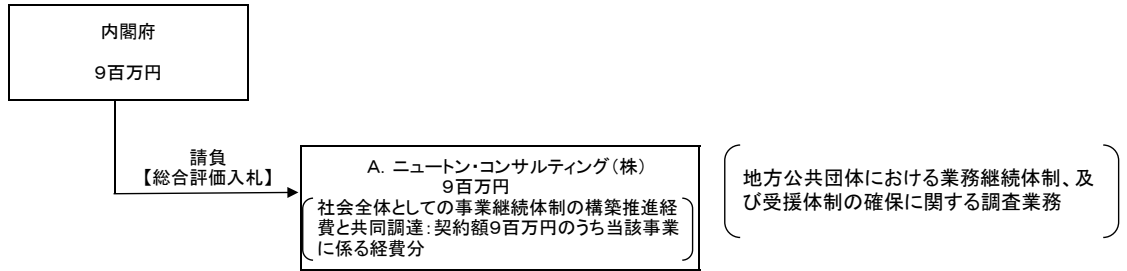 内閣府
９百万円
請負
【総合評価入札】
Ａ．ニュートン・コンサルティング（株）
９百万円
社会全体としての事業継続体制の構築推進経
費と共同調達：契約額９百万円のうち当該事業
に係る経費分
地方公共団体における業務継続体制、及
び受援体制の確保に関する調査業務